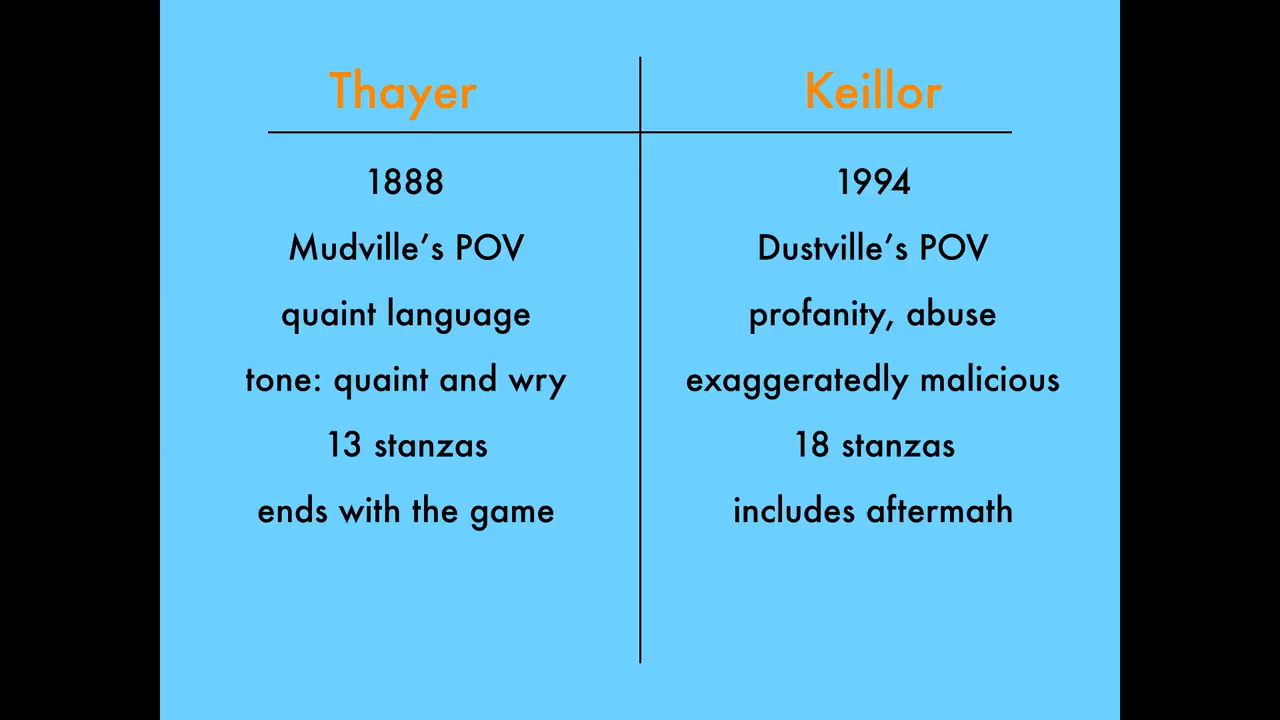 Thayer Keillor
1888 1994
Mudville’s POV Dustville’s POV
quaint language profanity, abuse
tone: quaint and wry exaggeratedly malicious
13 stanzas 18 stanzas
ends with the game includes aftermath